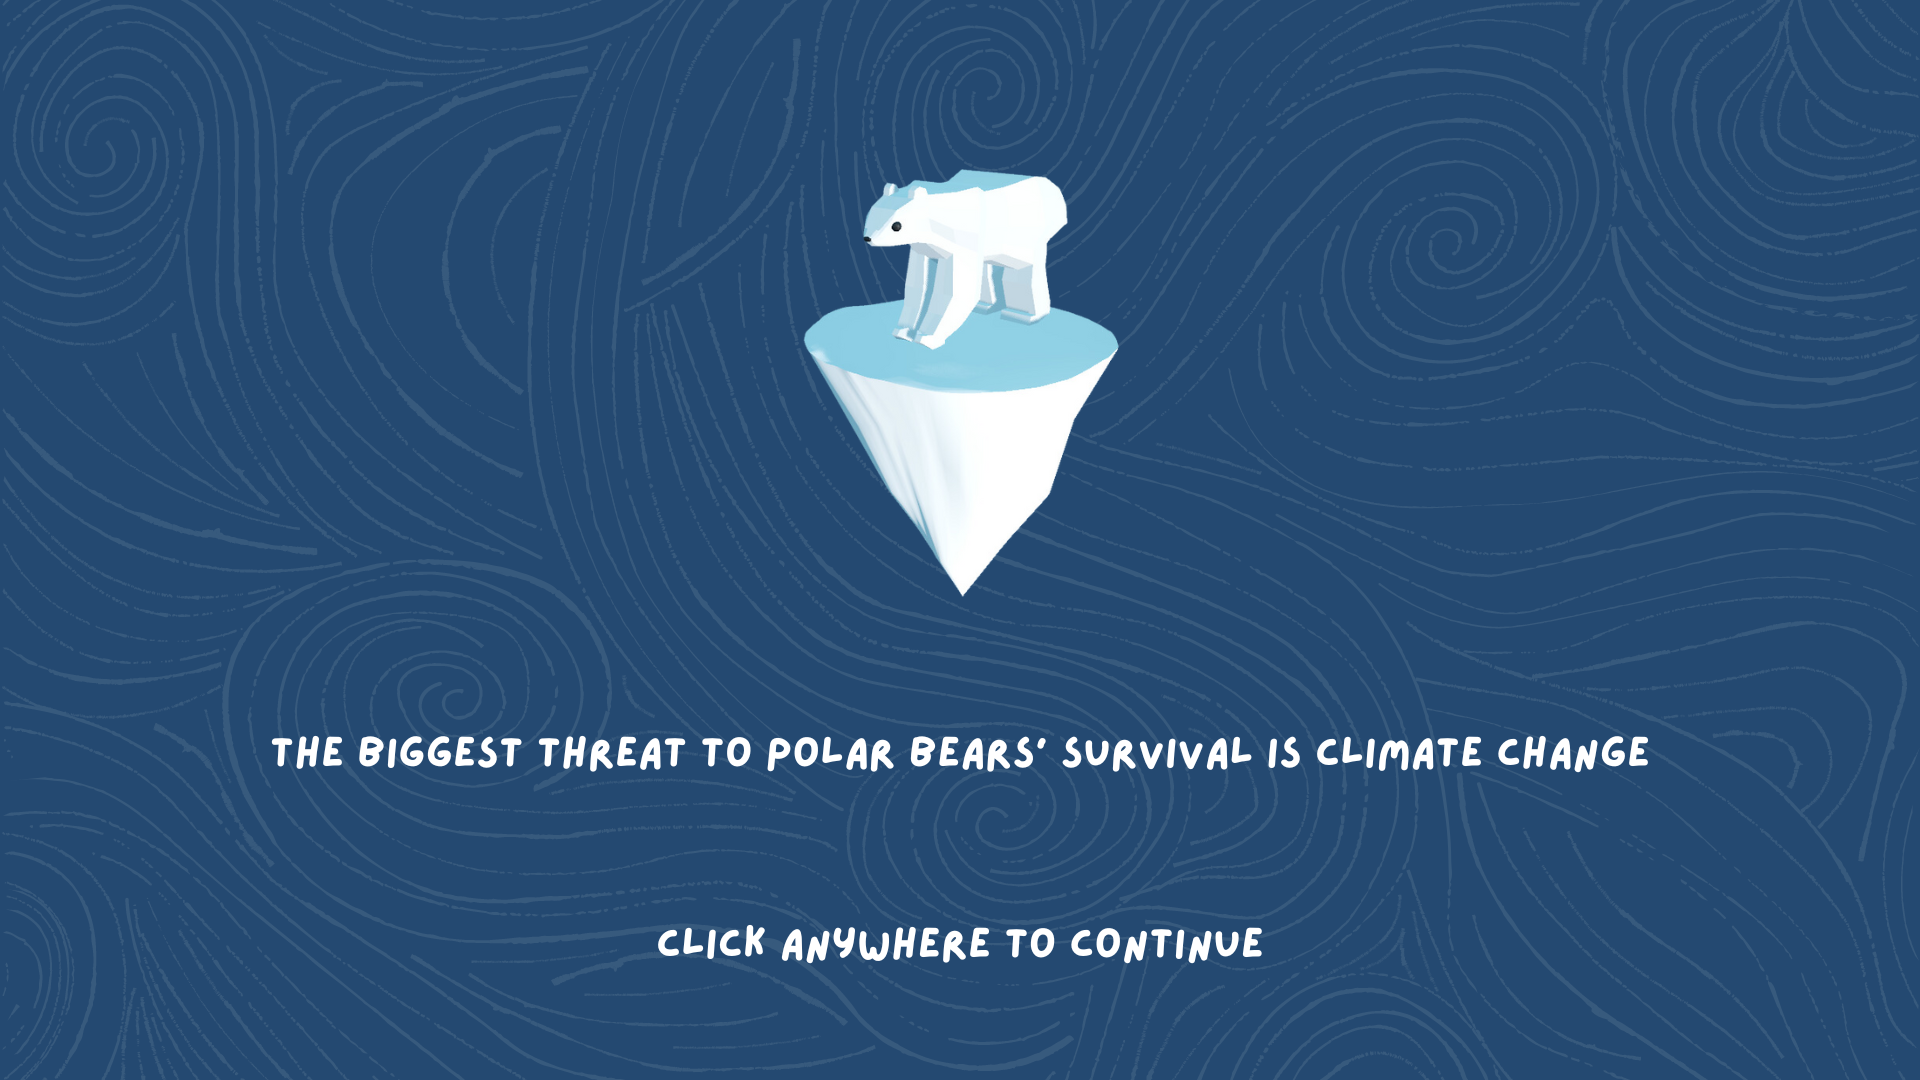 THE BIGGEST THREAT TO POLAR BEARS' SURVIVAL IS CLIMATE CHANGE
CLICK ANYWHERE TO CONTINUE